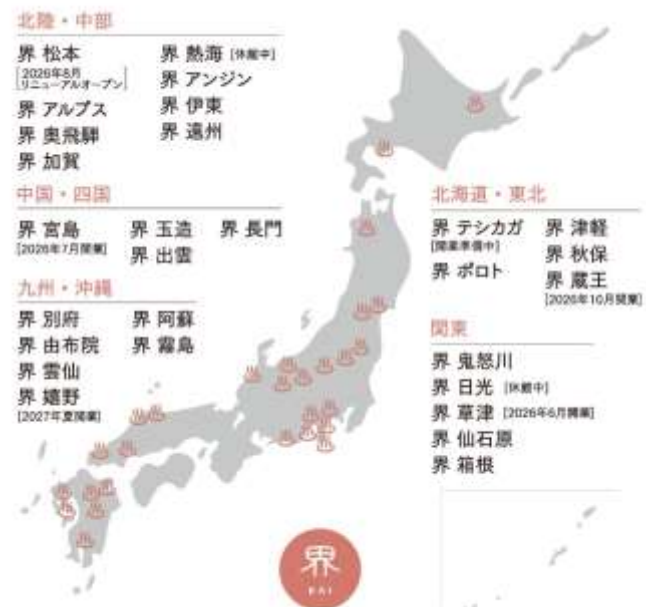 北陸・中部
界 松本
[2026年8月
リニューアルオープン]
界 アルプス
界 奥飛騨
界 加賀
界 熱海 [休館中]
界 アンジン
界 伊東
界 遠州
中国・四国
界 宮島
[2026年7月開業]
界 玉造
界 出雲
界 長門
九州・沖縄
界 別府
界 由布院
界 雲仙
界 嬉野
[2027年夏開業]
界 阿蘇
界 霧島
北海道・東北
界 テシカガ
[開業準備中]
界 ポロト
界 津軽
界 秋保
界 蔵王
[2026年10月開業]
関東
界 鬼怒川
界 日光 [休館中]
界 草津 [2026年6月開業]
界 仙石原
界 箱根
界
KAI